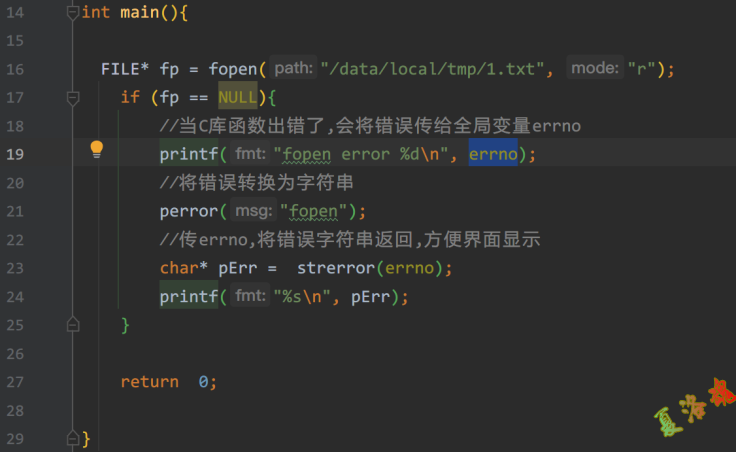 14 int main(){
15
16 FILE* fp = fopen( path: "/data/local/tmp/1.txt", mode: "r");
17 if (fp == NULL){
18 //当C库函数出错了,会将错误传给全局变量errno
19 printf( fmt: "fopen error %d\n", errno);
20 //将错误转换为字符串
21 perror( msg: "fopen");
22 //传errno,将错误字符串返回,方便界面显示
23 char* pErr =  strerror(errno);
24 printf( fmt: "%s\n", pErr);
25 }
26
27 return  0;
28
29 }